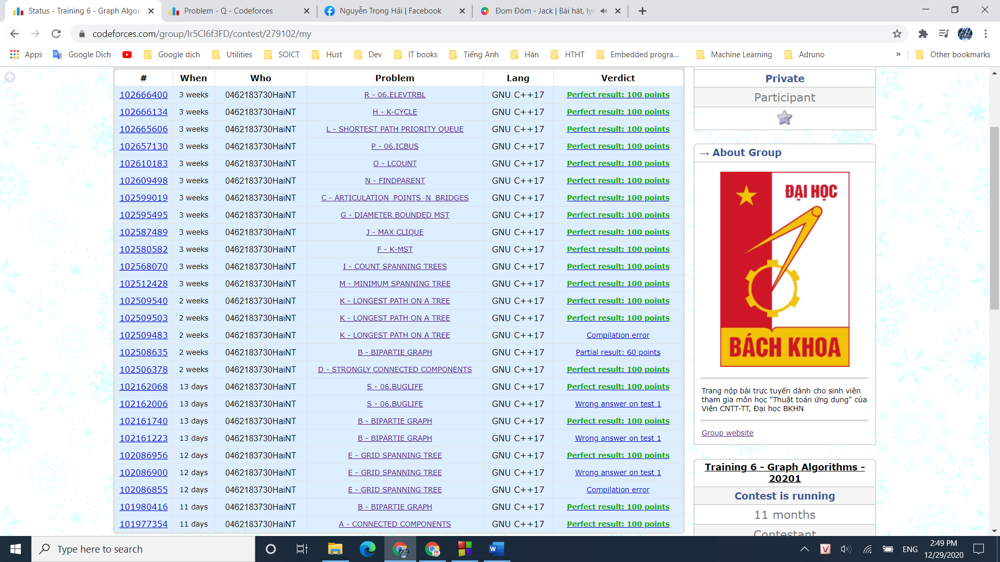 Status - Training 6 - Graph Algori
Problem - Q - Codeforces
Nguyễn Trọng Hải | Facebook
Đom Đóm - Jack | Bài hát, lyr
codeforces.com/group/Ir5CI6f3FD/contest/279102/my
Apps Google Dịch Google dịch Utilities SOICT Hust Dev IT books Tiếng Anh Hán HTHT Embedded progra... Machine Learning Adruno » Other bookmarks
# When Who Problem Lang Verdict
102666400 3 weeks 0462183730HaiNT R - 06.ELEVTRBL GNU C++17 Perfect result: 100 points
102666134 3 weeks 0462183730HaiNT H - K-CYCLE GNU C++17 Perfect result: 100 points
102665606 3 weeks 0462183730HaiNT L - SHORTEST PATH PRIORITY QUEUE GNU C++17 Perfect result: 100 points
102657130 3 weeks 0462183730HaiNT P - 06.ICBUS GNU C++17 Perfect result: 100 points
102610183 3 weeks 0462183730HaiNT O - LCOUNT GNU C++17 Perfect result: 100 points
102609498 3 weeks 0462183730HaiNT N - FINDPARENT GNU C++17 Perfect result: 100 points
102599019 3 weeks 0462183730HaiNT C - ARTICULATION_POINTS_N_BRIDGES GNU C++17 Perfect result: 100 points
102595495 3 weeks 0462183730HaiNT G - DIAMETER BOUNDED MST GNU C++17 Perfect result: 100 points
102587489 3 weeks 0462183730HaiNT J - MAX CLIQUE GNU C++17 Perfect result: 100 points
102580582 3 weeks 0462183730HaiNT F - K-MST GNU C++17 Perfect result: 100 points
102568070 3 weeks 0462183730HaiNT I - COUNT SPANNING TREES GNU C++17 Perfect result: 100 points
102512428 3 weeks 0462183730HaiNT M - MINIMUM SPANNING TREE GNU C++17 Perfect result: 100 points
102509540 2 weeks 0462183730HaiNT K - LONGEST PATH ON A TREE GNU C++17 Perfect result: 100 points
102509503 2 weeks 0462183730HaiNT K - LONGEST PATH ON A TREE GNU C++17 Perfect result: 100 points
102509483 2 weeks 0462183730HaiNT K - LONGEST PATH ON A TREE GNU C++17 Compilation error
102508635 2 weeks 0462183730HaiNT B - BIPARTIE GRAPH GNU C++17 Partial result: 60 points
102506378 2 weeks 0462183730HaiNT D - STRONGLY CONNECTED COMPONENTS GNU C++17 Perfect result: 100 points
102162068 13 days 0462183730HaiNT S - 06.BUGLIFE GNU C++17 Perfect result: 100 points
102162006 13 days 0462183730HaiNT S - 06.BUGLIFE GNU C++17 Wrong answer on test 1
102161740 13 days 0462183730HaiNT B - BIPARTIE GRAPH GNU C++17 Perfect result: 100 points
102161223 13 days 0462183730HaiNT B - BIPARTIE GRAPH GNU C++17 Wrong answer on test 1
102086956 12 days 0462183730HaiNT E - GRID SPANNING TREE GNU C++17 Perfect result: 100 points
102086900 12 days 0462183730HaiNT E - GRID SPANNING TREE GNU C++17 Wrong answer on test 1
102086855 12 days 0462183730HaiNT E - GRID SPANNING TREE GNU C++17 Compilation error
101980416 11 days 0462183730HaiNT B - BIPARTIE GRAPH GNU C++17 Perfect result: 100 points
101977354 11 days 0462183730HaiNT A - CONNECTED COMPONENTS GNU C++17 Perfect result: 100 points
Private
Participant
→ About Group
ĐẠI HỌC
BÁCH KHOA
Trang nộp bài trực tuyến dành cho sinh viên
tham gia môn học "Thuật toán ứng dụng" của
Viện CNTT-TT, Đại học BKHN
Group website
Training 6 - Graph Algorithms -
20201
Contest is running
11 months
Contestant
Type here to search
ENG
2:49 PM
12/29/2020